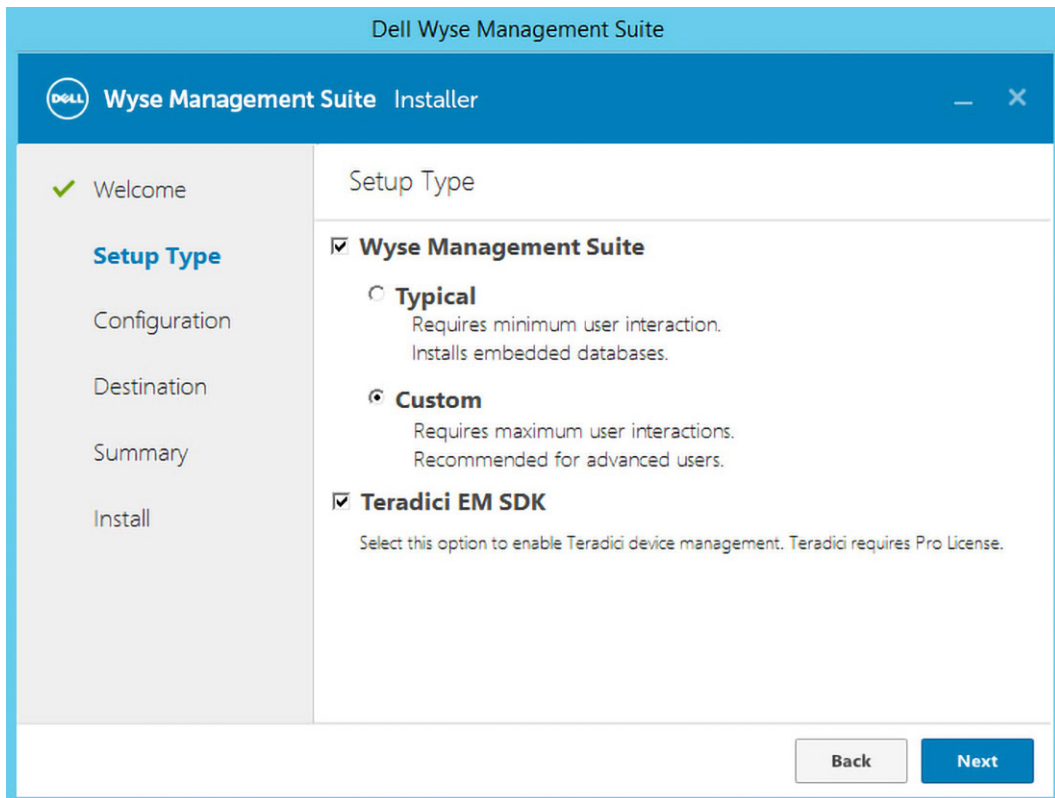 Dell Wyse Management Suite
DELL Wyse Management Suite Installer
Welcome
Setup Type
Setup Type
Wyse Management Suite
Configuration
Typical
Requires minimum user interaction.
Installs embedded databases.
Destination
Custom
Requires maximum user interactions.
Summary
Recommended for advanced users.
Teradici EM SDK
Install
Select this option to enable Teradici device management. Teradici requires Pro License.
Back Next